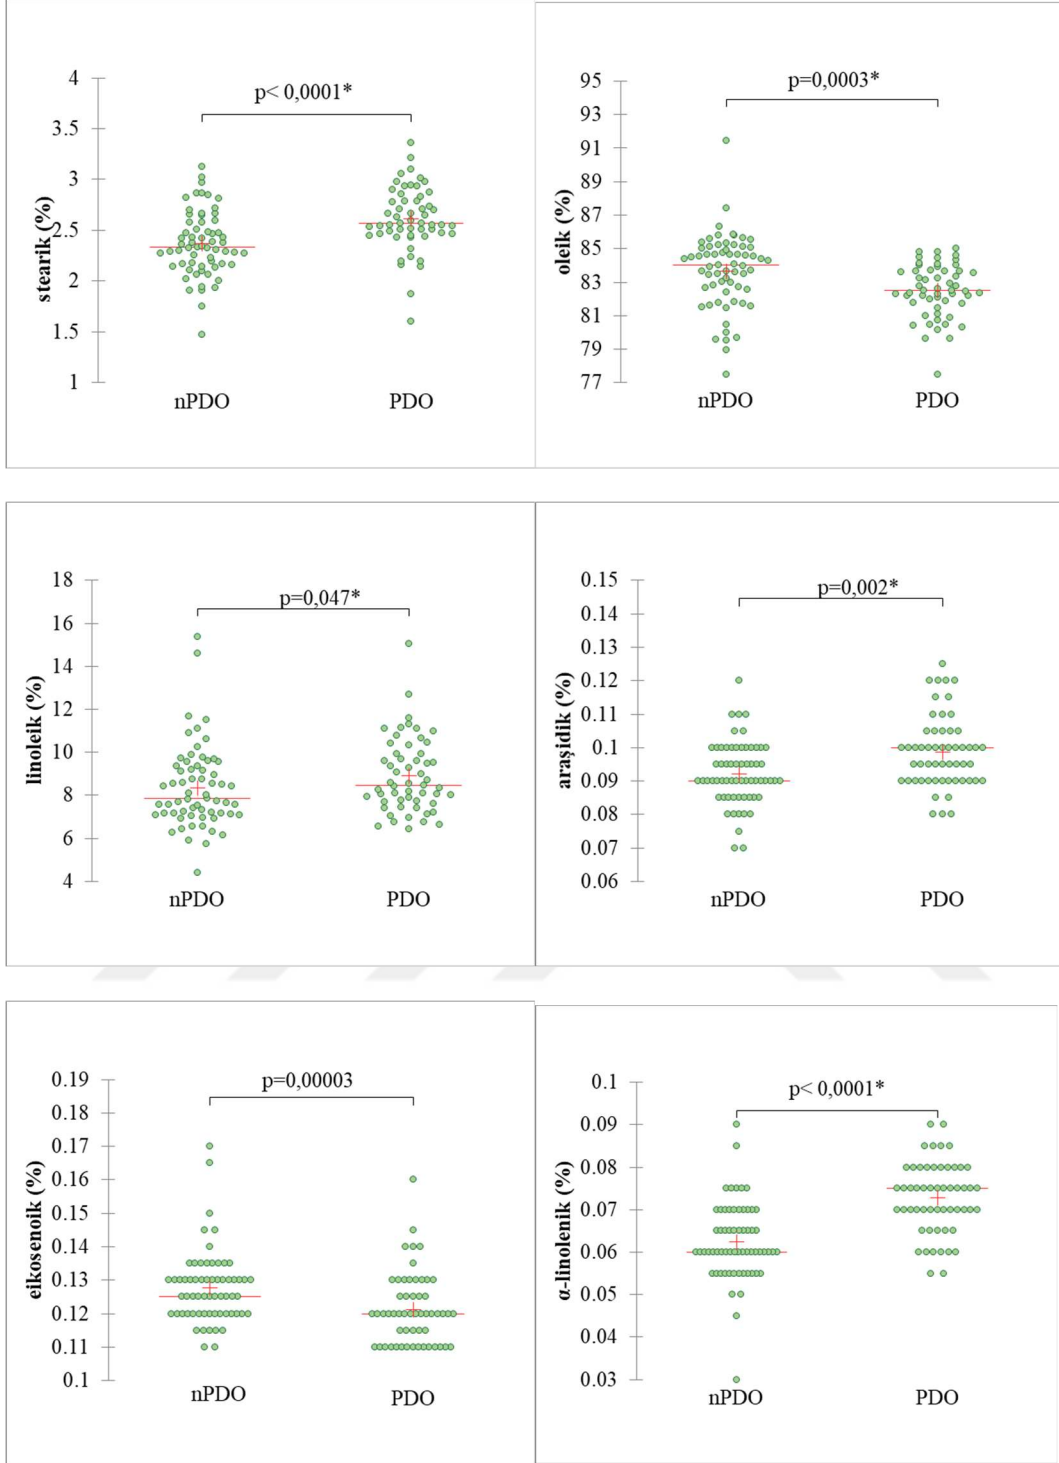 stearik (%)
4
3.5
3
2.5
2
1.5
1
p< 0,0001*
nPDO
PDO
oleik (%)
95
93
91
89
87
85
83
81
79
77
p=0,0003*
nPDO
PDO
linoleik (%)
18
16
14
12
10
8
6
4
p=0,047*
nPDO
PDO
araşidik (%)
0.15
0.14
0.13
0.12
0.11
0.1
0.09
0.08
0.07
0.06
p=0,002*
nPDO
PDO
eikosenoik (%)
0.19
0.18
0.17
0.16
0.15
0.14
0.13
0.12
0.11
0.1
p=0,00003
nPDO
PDO
α-linolenik (%)
0.1
0.09
0.08
0.07
0.06
0.05
0.04
0.03
p< 0,0001*
nPDO
PDO